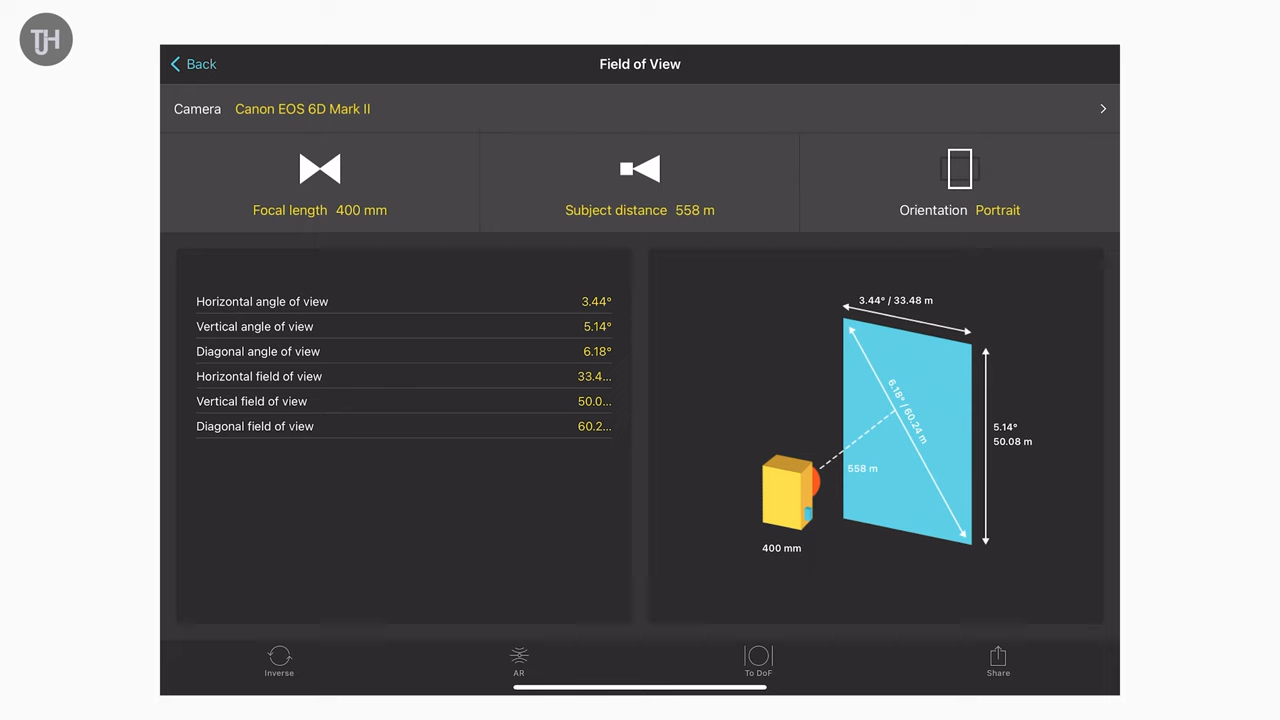 TJH
Back
Field of View
Camera Canon EOS 6D Mark II
Focal length 400 mm
Subject distance 558 m
Orientation Portrait
Horizontal angle of view 3.44°
Vertical angle of view 5.14°
Diagonal angle of view 6.18°
Horizontal field of view 33.4...
Vertical field of view 50.0...
Diagonal field of view 60.2...
3.44° / 33.48 m
6.18° / 60.24 m
5.14°
50.08 m
558 m
400 mm
Inverse
AR
To DoF
Share